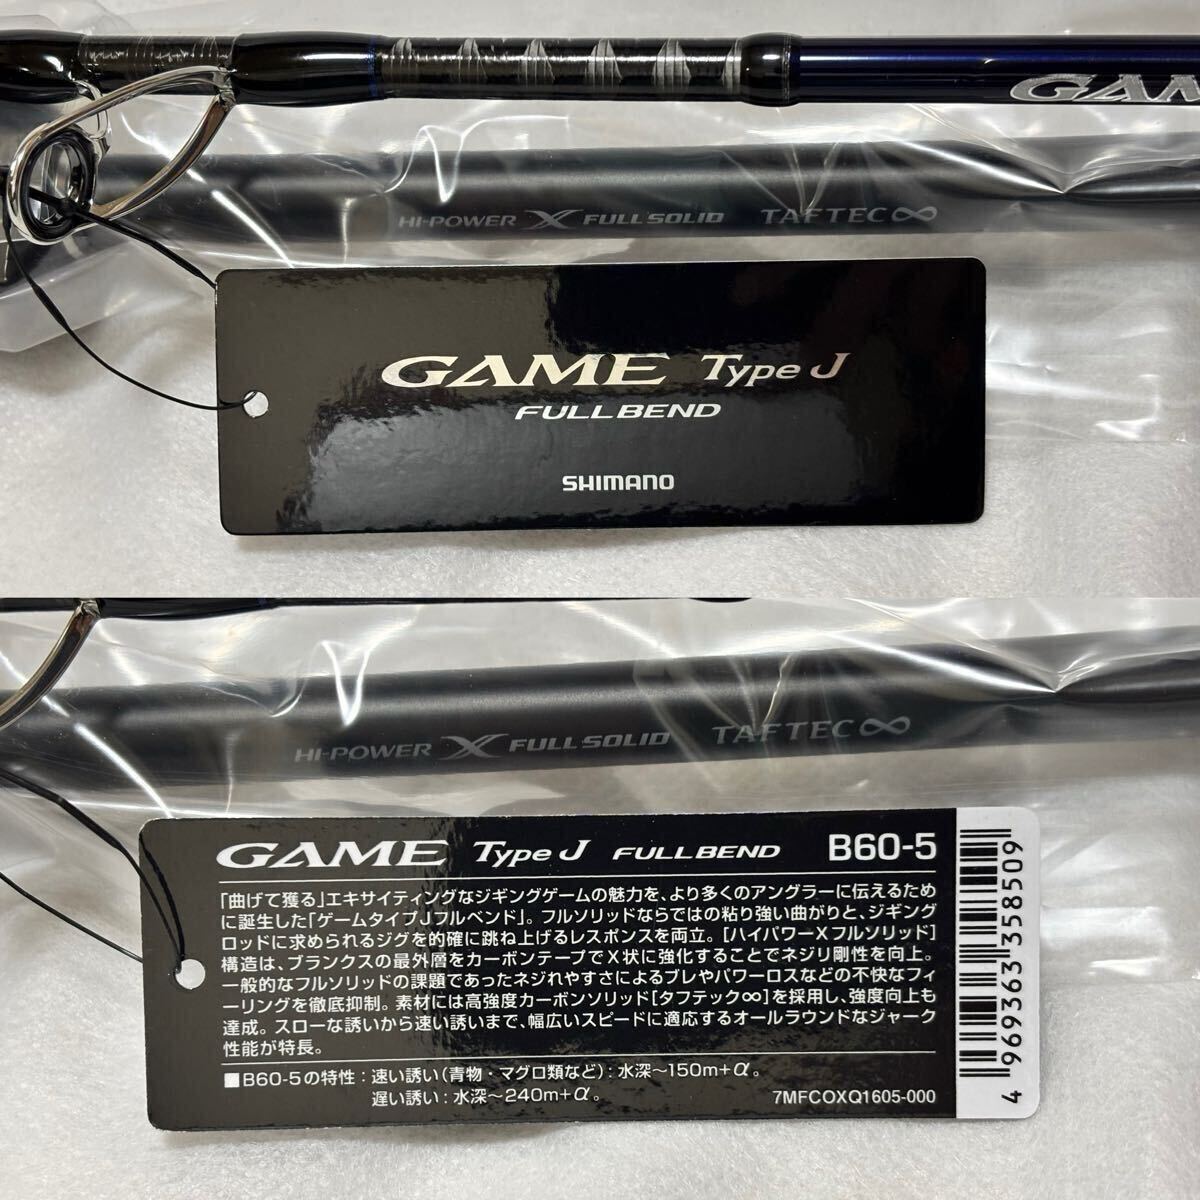 GAM
HI-POWER X FULL SOLID TAFTEC∞
GAME Type J
FULL BEND
SHIMANO
HI-POWER X FULL SOLID TAFTEC∞
GAME Type J FULL BEND B60-5
「曲げて獲る」エキサイティングなジギングゲームの魅力を、より多くのアングラーに伝えるため
に誕生した「ゲームタイプJフルベンド」。フルソリッドならではの粘り強い曲がりと、ジギング
ロッドに求められるジグを的確に跳ね上げるレスポンスを両立。[ハイパワーXフルソリッド]
構造は、ブランクスの最外層をカーボンテープでX状に強化することでネジリ剛性を向上。
一般的なフルソリッドの課題であったネジれやすさによるブレやパワーロスなどの不快なフィ
ーリングを徹底抑制。素材には高強度カーボンソリッド[タフテック∞]を採用し、強度向上も
達成。スローな誘いから速い誘いまで、幅広いスピードに適応するオールラウンドなジャーク
性能が特長。
■B60-5の特性：速い誘い(青物・マグロ類など)：水深～150m+α。
遅い誘い：水深～240m+α。
7MFCOXQ1605-000
4 969363 358509